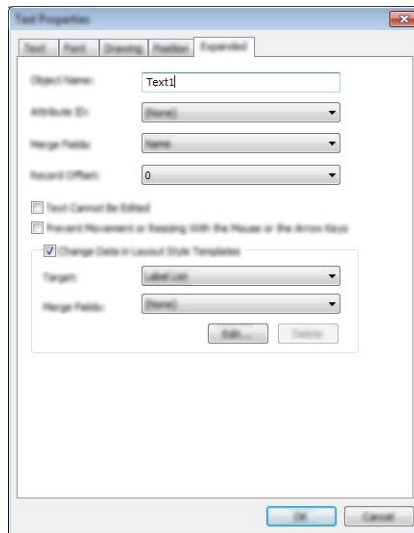 Text Properties
Text Font Drawing Position Expanded
Object Name: Text1
Attribute ID: (None)
Merge Fields: Name
Record Offset: 0
Text Cannot Be Edited
Prevent Movement or Resizing With the Mouse or the Arrow Keys
Change Data in Layout Style Templates
Target: Label List
Merge Fields: (None)
Edit... Delete
OK Cancel